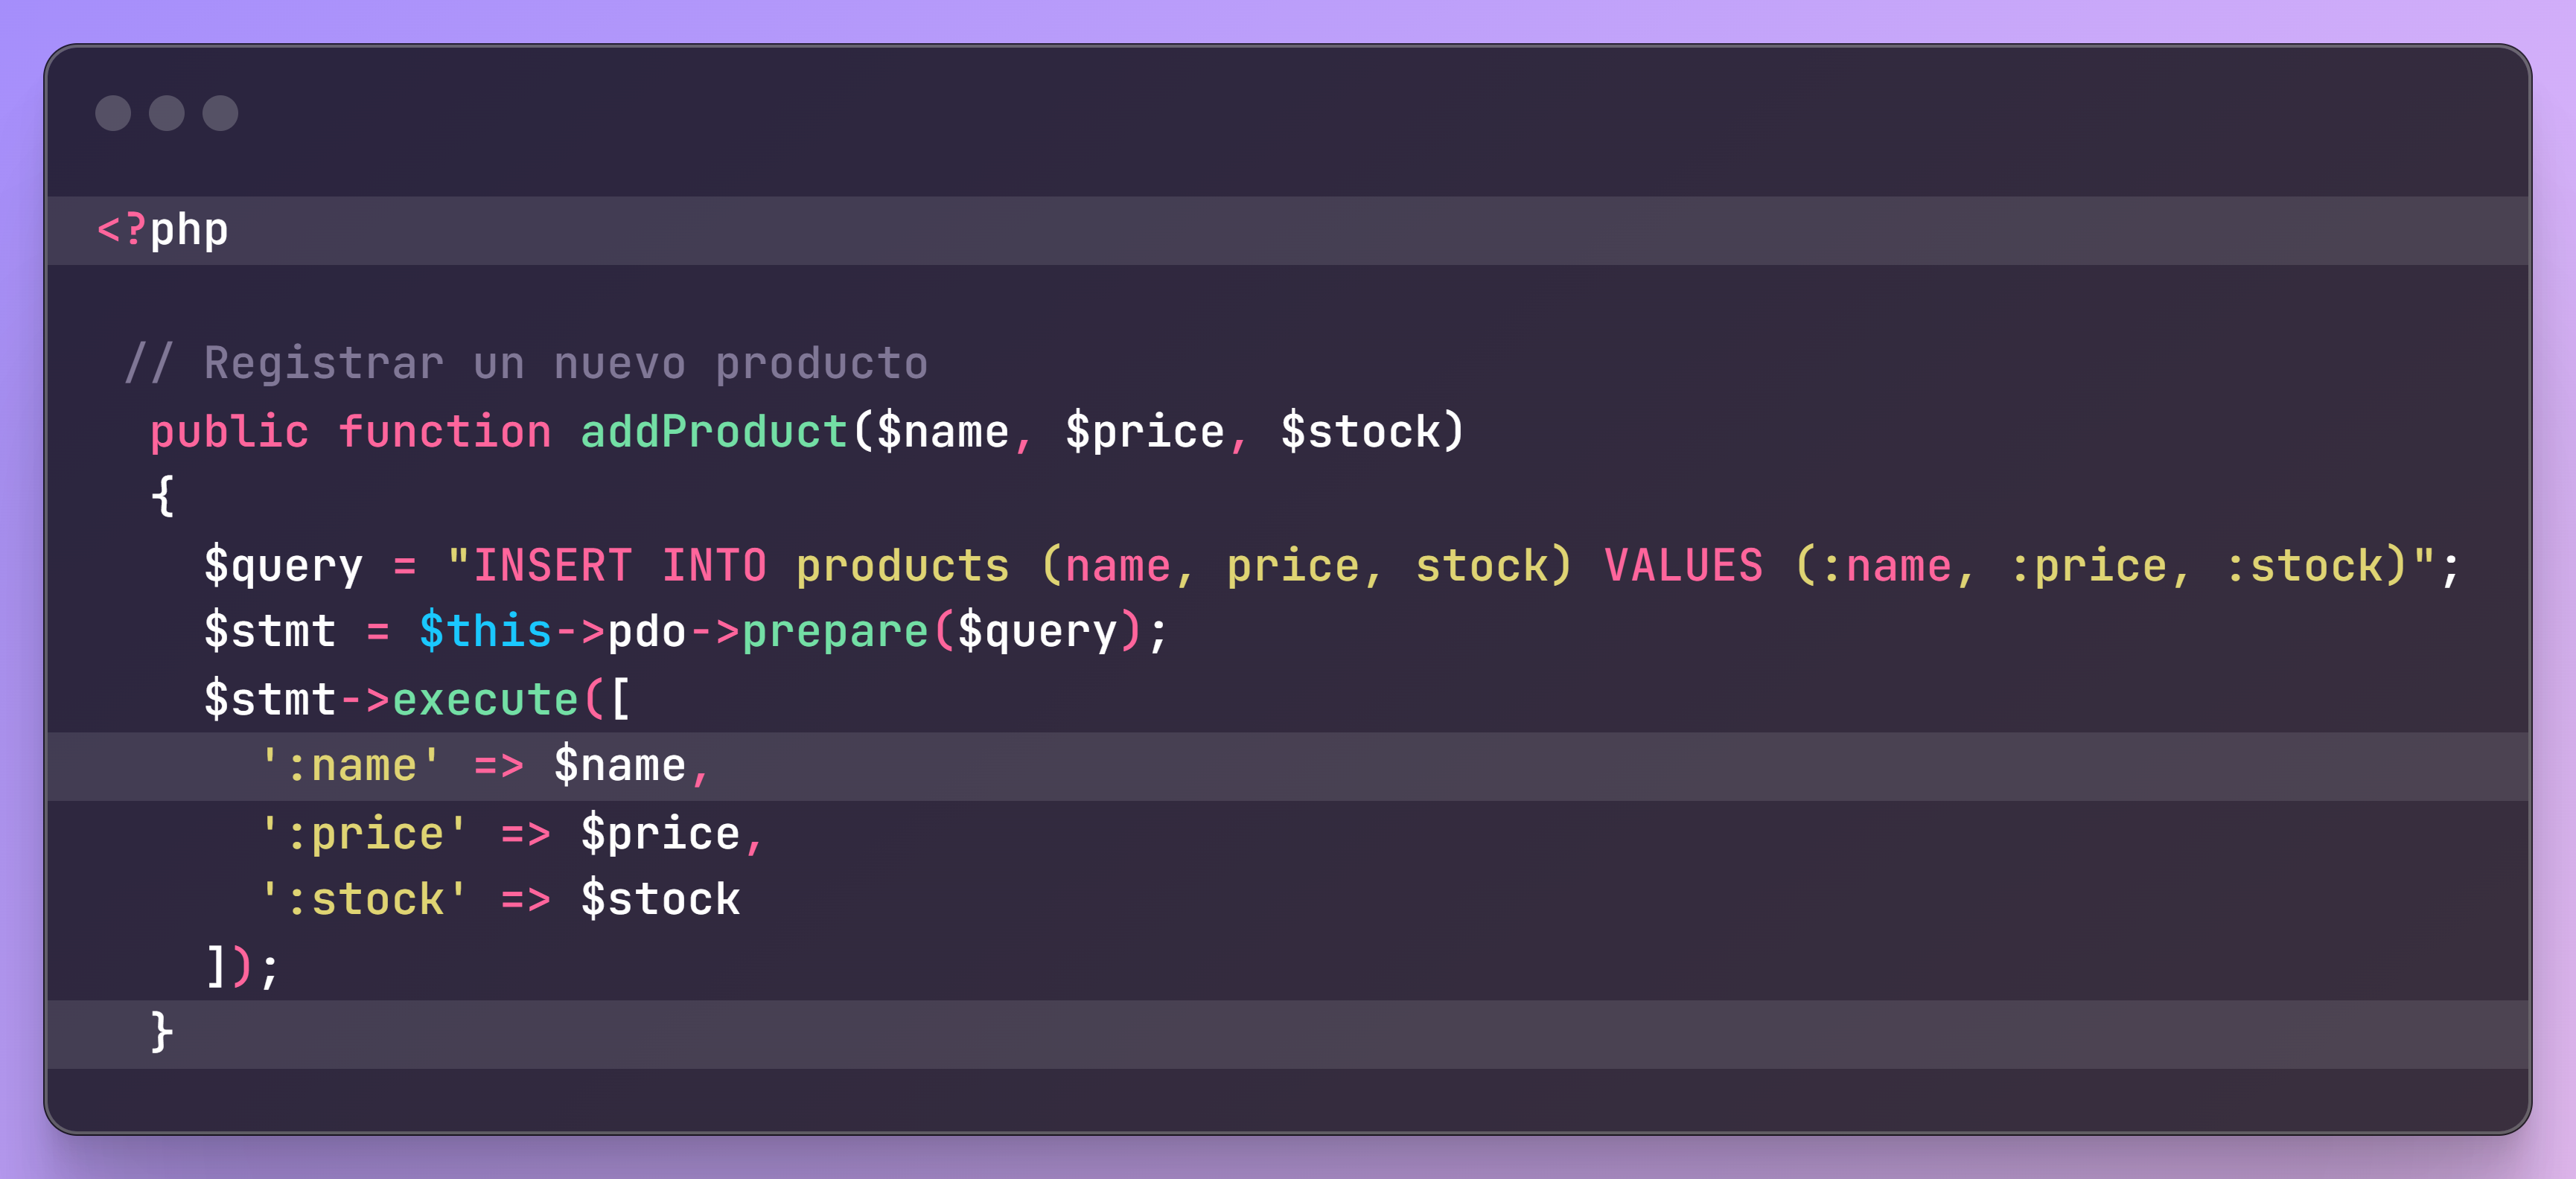 <?php

 // Registrar un nuevo producto
  public function addProduct($name, $price, $stock)
  {
    $query = "INSERT INTO products (name, price, stock) VALUES (:name, :price, :stock)";
    $stmt = $this->pdo->prepare($query);
    $stmt->execute([
      ':name' => $name,
      ':price' => $price,
      ':stock' => $stock
    ]);
  }